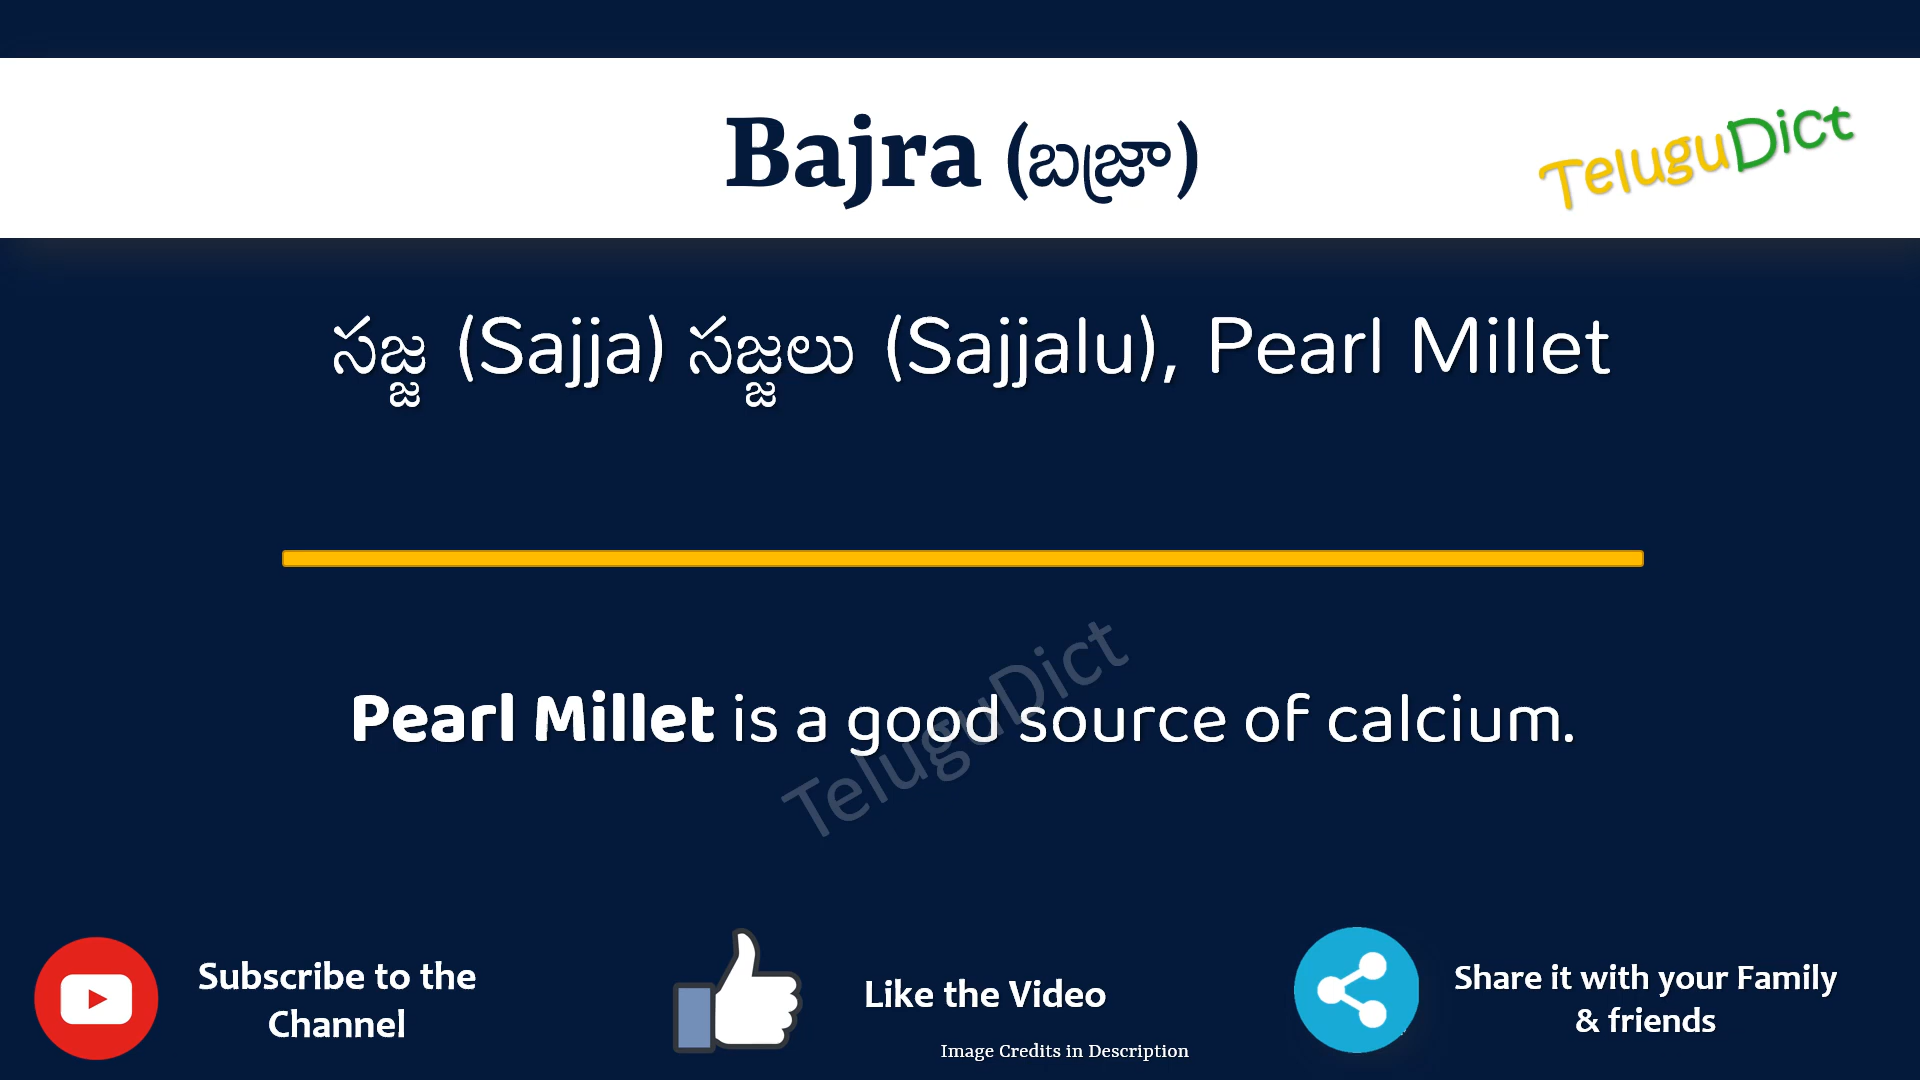 Bajra (బజ్రా)
TeluguDict
సజ్జ (Sajja) సజ్జలు (Sajjalu), Pearl Millet
Pearl Millet is a good source of calcium.
TeluguDict
Subscribe to the
Channel
Like the Video
Share it with your Family
& friends
Image Credits in Description